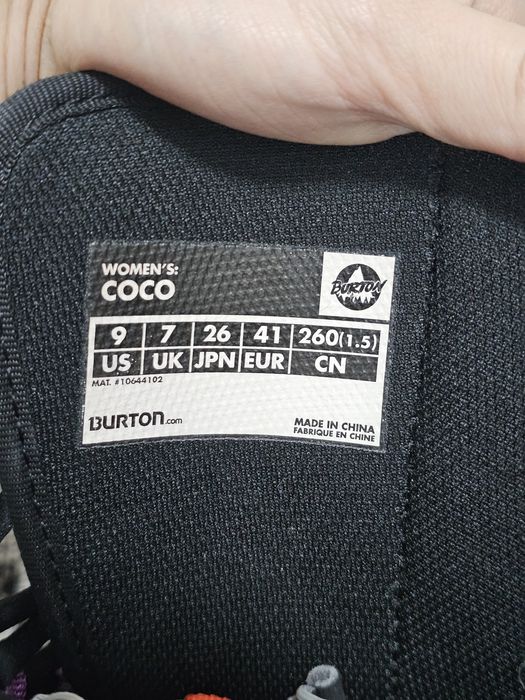 WOMEN'S:
COCO
BURTON
9 7 26 41 260(1.5)
US UK JPN EUR CN
MAT. #10644102
BURTON.com
MADE IN CHINA
FABRIQUE EN CHINE